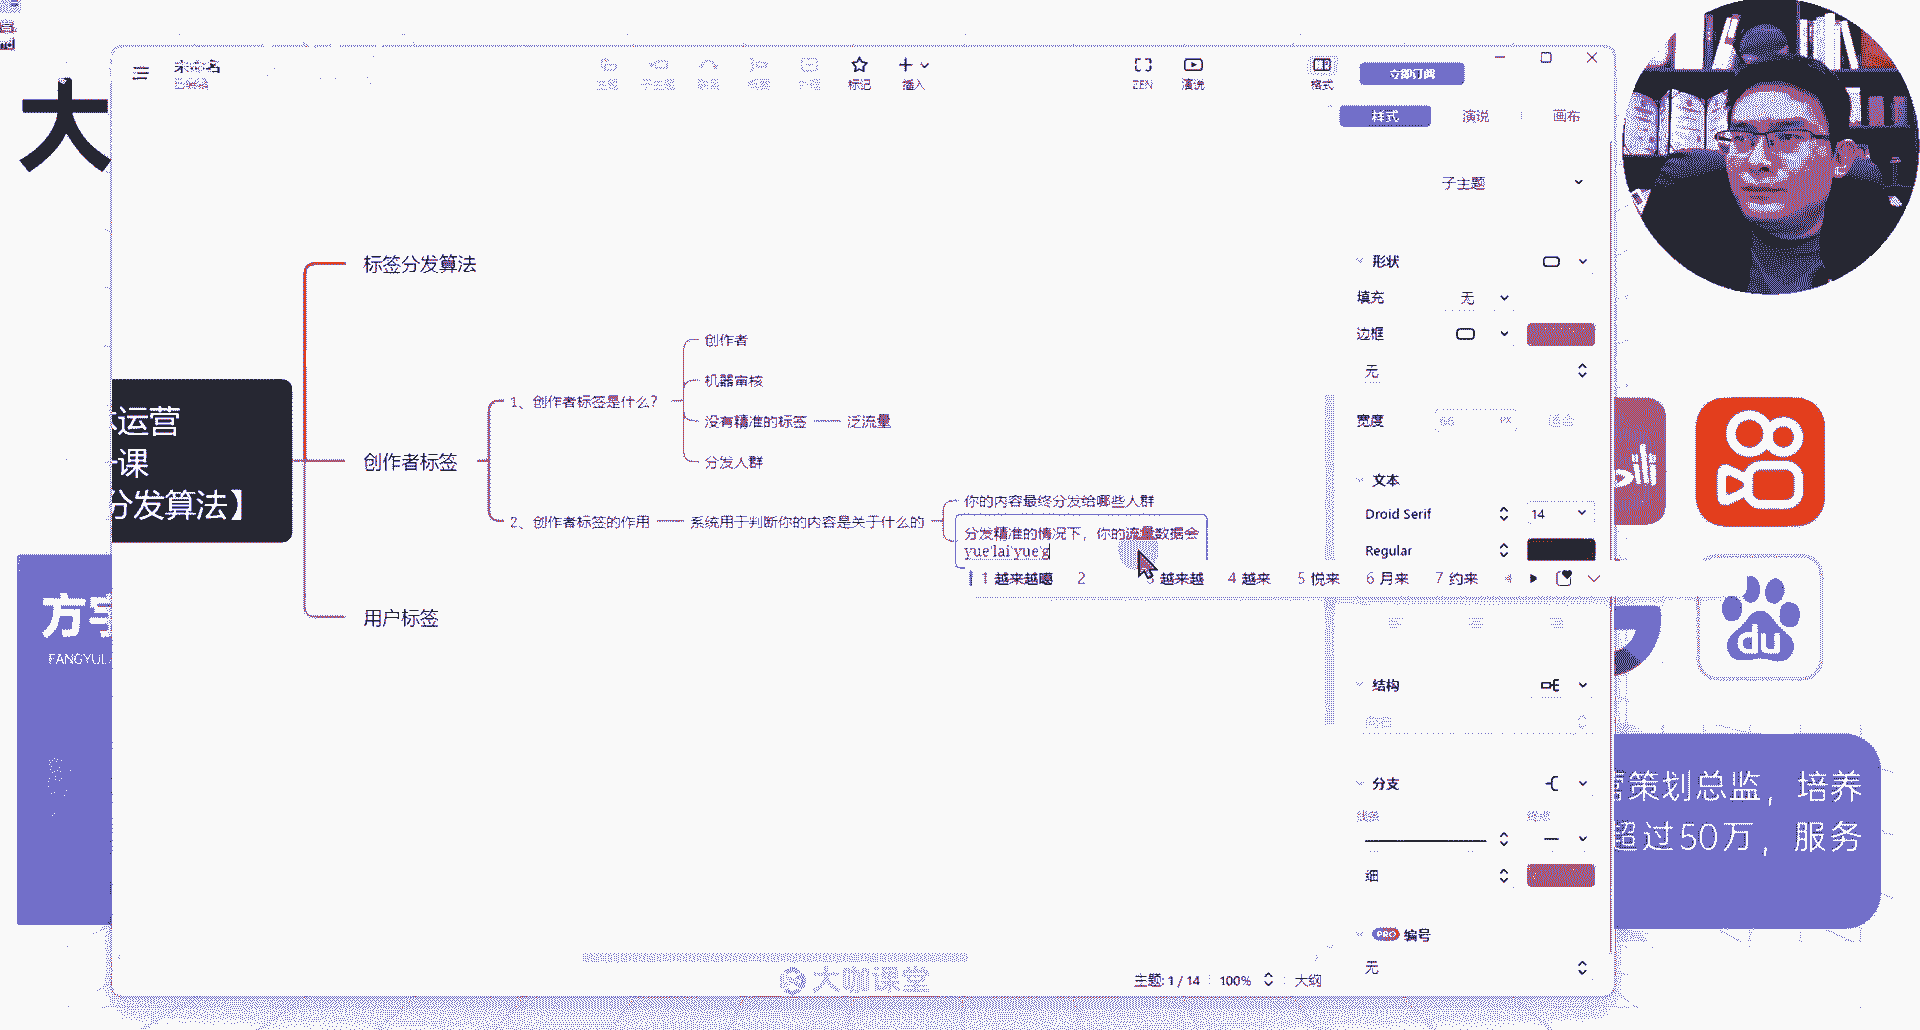 大
未命名
标记
插入
ZEN
演说
格式
立即订阅
样式
演说
画布
子主题
标签分发算法
形状
填充
无
创作者
边框
机器审核
无
1、创作者标签是什么？
没有精准的标签
泛流量
宽度
66
PX
运营
课
创作者标签
分发人群
分发算法】
文本
你的内容最终分发给哪些人群
Droid Serif
14
2、创作者标签的作用
系统用于判断你的内容是关于什么的
分发精准的情况下，你的流量数据会
yue'lai'yue'g
Regular
1 越来越
2
3 越来越
4 越来
5 悦来
6 月来
7 约来
用户标签
方
FANGYU
du
结构
分支
策划总监，培养
超过50万，服务
细
PRO
编号
无
大咖课堂
主题: 1 / 14
100%
大纲